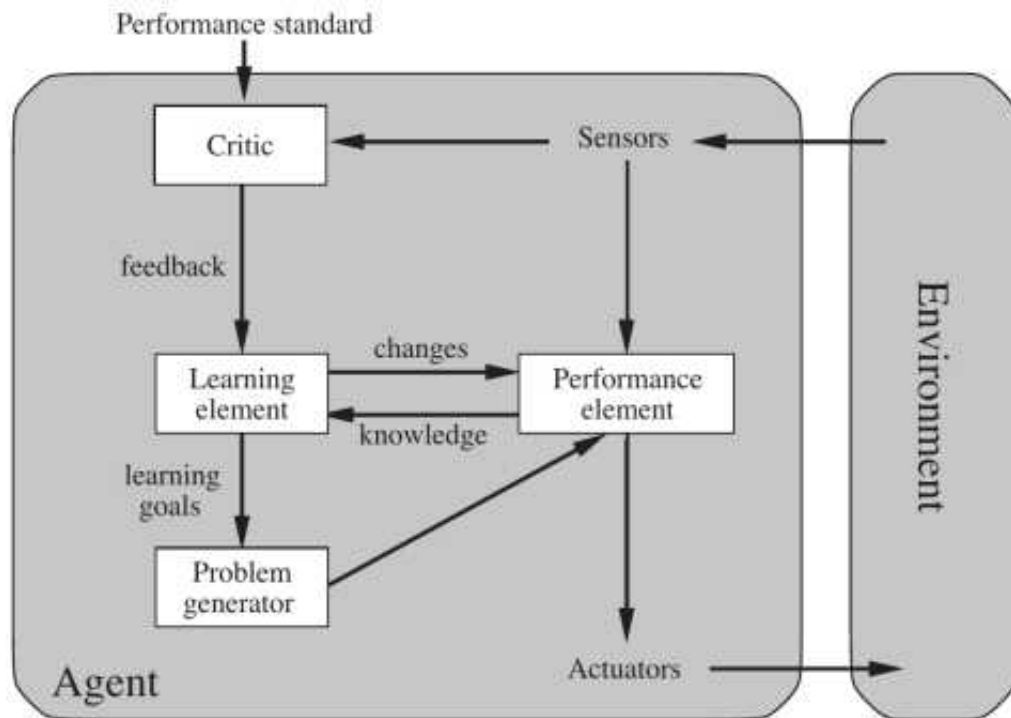 Performance standard
Critic
Sensors
feedback
changes
Learning
element
Performance
element
knowledge
learning
goals
Problem
generator
Actuators
Agent
Environment